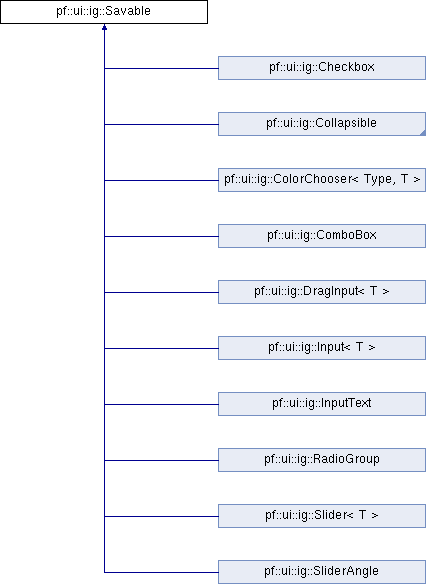 pf::ui::ig::Savable
pf::ui::ig::Checkbox
pf::ui::ig::Collapsible
pf::ui::ig::ColorChooser< Type, T >
pf::ui::ig::ComboBox
pf::ui::ig::DragInput< T >
pf::ui::ig::Input< T >
pf::ui::ig::InputText
pf::ui::ig::RadioGroup
pf::ui::ig::Slider< T >
pf::ui::ig::SliderAngle